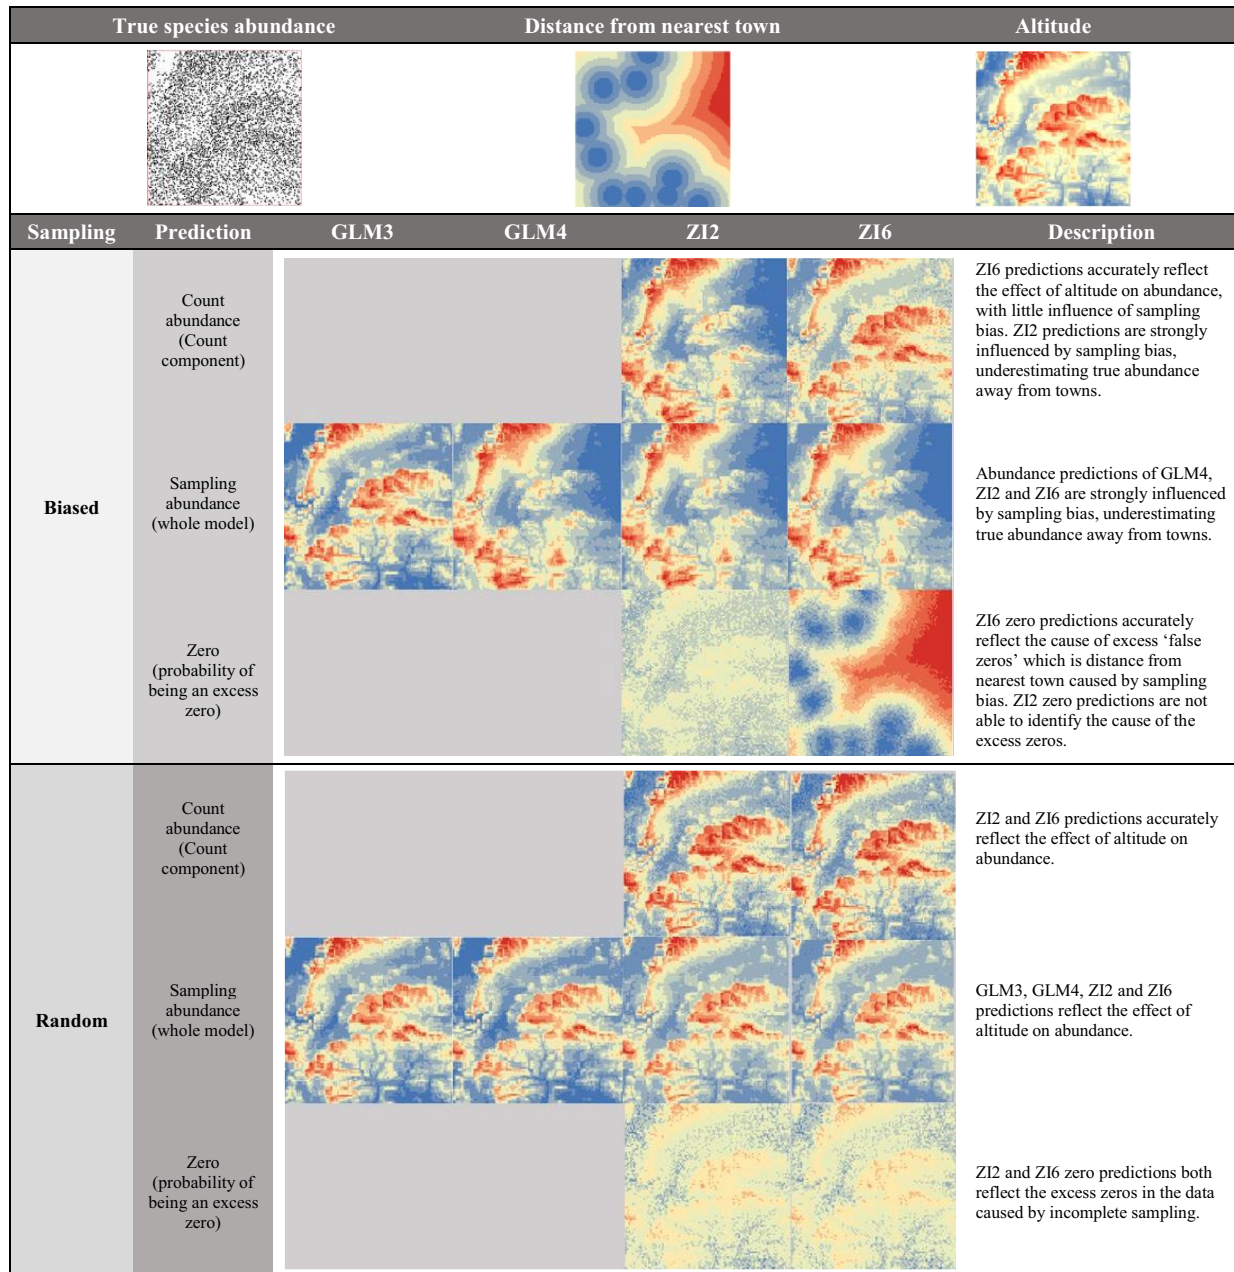 True species abundance
Distance from nearest town
Altitude
Sampling
Prediction
GLM3
GLM4
ZI2
ZI6
Description
Biased
Count
abundance
(Count
component)
ZI6 predictions accurately reflect
the effect of altitude on abundance,
with little influence of sampling
bias. ZI2 predictions are strongly
influenced by sampling bias,
underestimating true abundance
away from towns.
Sampling
abundance
(whole model)
Abundance predictions of GLM4,
ZI2 and ZI6 are strongly influenced
by sampling bias, underestimating
true abundance away from towns.
Zero
(probability of
being an excess
zero)
ZI6 zero predictions accurately
reflect the cause of excess ‘false
zeros’ which is distance from
nearest town caused by sampling
bias. ZI2 zero predictions are not
able to identify the cause of the
excess zeros.
Random
Count
abundance
(Count
component)
ZI2 and ZI6 predictions accurately
reflect the effect of altitude on
abundance.
Sampling
abundance
(whole model)
GLM3, GLM4, ZI2 and ZI6
predictions reflect the effect of
altitude on abundance.
Zero
(probability of
being an excess
zero)
ZI2 and ZI6 zero predictions both
reflect the excess zeros in the data
caused by incomplete sampling.